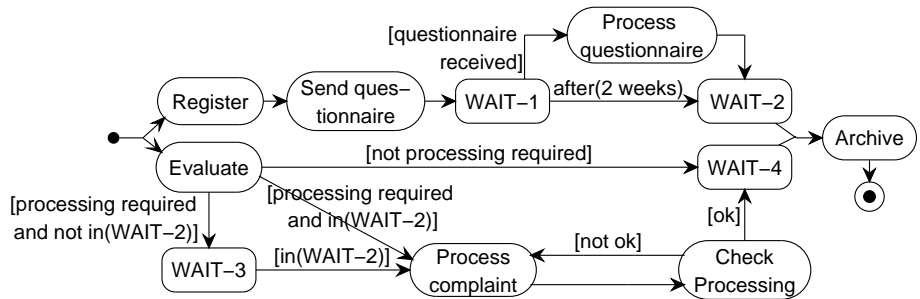 [questionnaire
received]
Process
questionnaire
Register
Send ques–
tionnaire
WAIT–1
after(2 weeks)
WAIT–2
Archive
Evaluate
[not processing required]
WAIT–4
[processing required
and not in(WAIT–2)]
[processing required
and in(WAIT–2)]
[ok]
WAIT–3
[in(WAIT–2)]
Process
complaint
[not ok]
Check
Processing